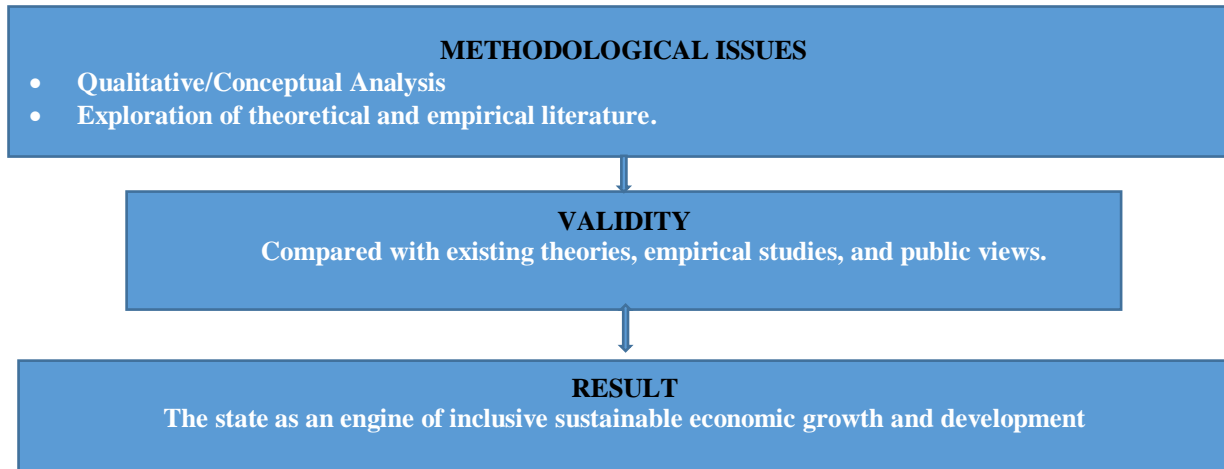 METHODOLOGICAL ISSUES
• Qualitative/Conceptual Analysis
• Exploration of theoretical and empirical literature.
VALIDITY
Compared with existing theories, empirical studies, and public views.
RESULT
The state as an engine of inclusive sustainable economic growth and development